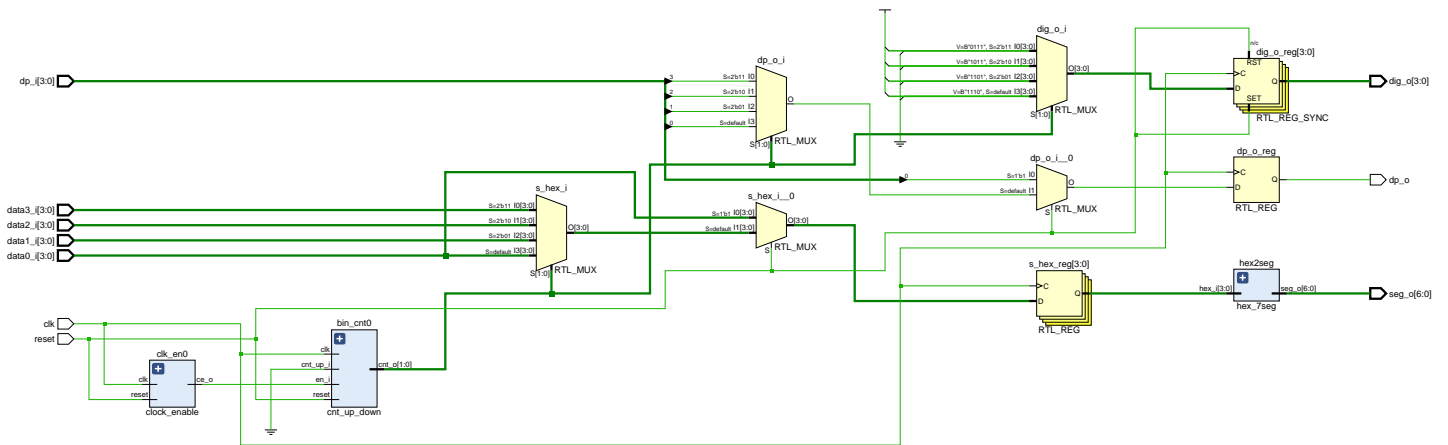 dig_o_i
n/c
dig_o_reg[3:0]
dp_o_i
V=B"0111", S=2'b11 I0[3:0]
RST
dp_i[3:0]
3
S=2'b11 I0
V=B"1011", S=2'b10 I1[3:0]
O[3:0]
C
Q
dig_o[3:0]
2
S=2'b10 I1
V=B"1101", S=2'b01 I2[3:0]
D
O
V=B"1110", S=default I3[3:0]
SET
1
S=2'b01 I2
S[1:0]
RTL_MUX
RTL_REG_SYNC
0
S=default I3
S[1:0]
RTL_MUX
dp_o_i__0
dp_o_reg
0
S=1'b1 I0
O
C
Q
dp_o
s_hex_i
s_hex_i__0
S=default I1
D
data3_i[3:0]
S=2'b11 I0[3:0]
S=1'b1 I0[3:0]
S
RTL_MUX
RTL_REG
data2_i[3:0]
S=2'b10 I1[3:0]
O[3:0]
S=default I1[3:0]
O[3:0]
data1_i[3:0]
S=2'b01 I2[3:0]
S
RTL_MUX
data0_i[3:0]
S=default I3[3:0]
S[1:0]
RTL_MUX
s_hex_reg[3:0]
hex2seg
C
Q
hex_i[3:0]
seg_o[6:0]
seg_o[6:0]
D
RTL_REG
hex_7seg
clk
bin_cnt0
reset
clk_en0
clk
cnt_up_i
cnt_o[1:0]
clk
ce_o
en_i
reset
reset
clock_enable
cnt_up_down